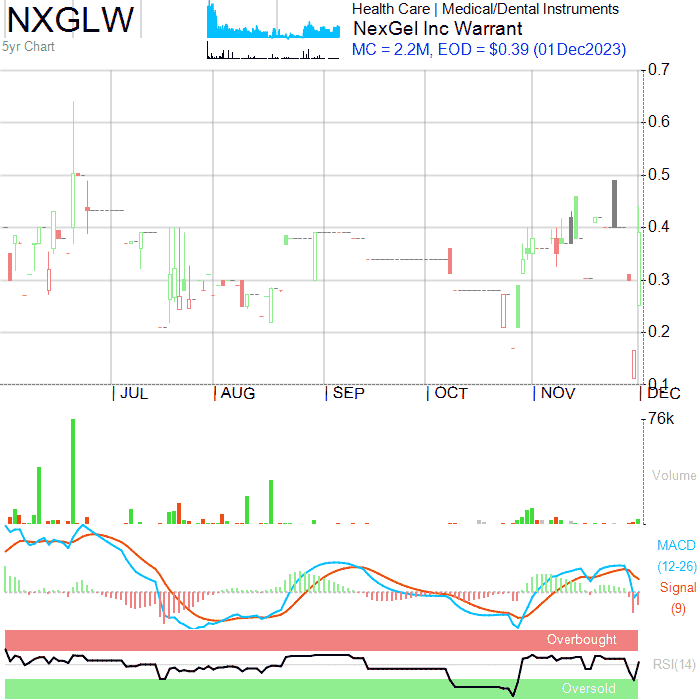 NXGLW
5yr Chart
Health Care | Medical/Dental Instruments
NexGel Inc Warrant
MC = 2.2M, EOD = $0.39 (01Dec2023)
0.7
0.6
0.5
0.4
0.3
0.2
0.1
JUL
AUG
SEP
OCT
NOV
DEC
76k
Volume
MACD
(12-26)
Signal
(9)
Overbought
RSI(14)
Oversold